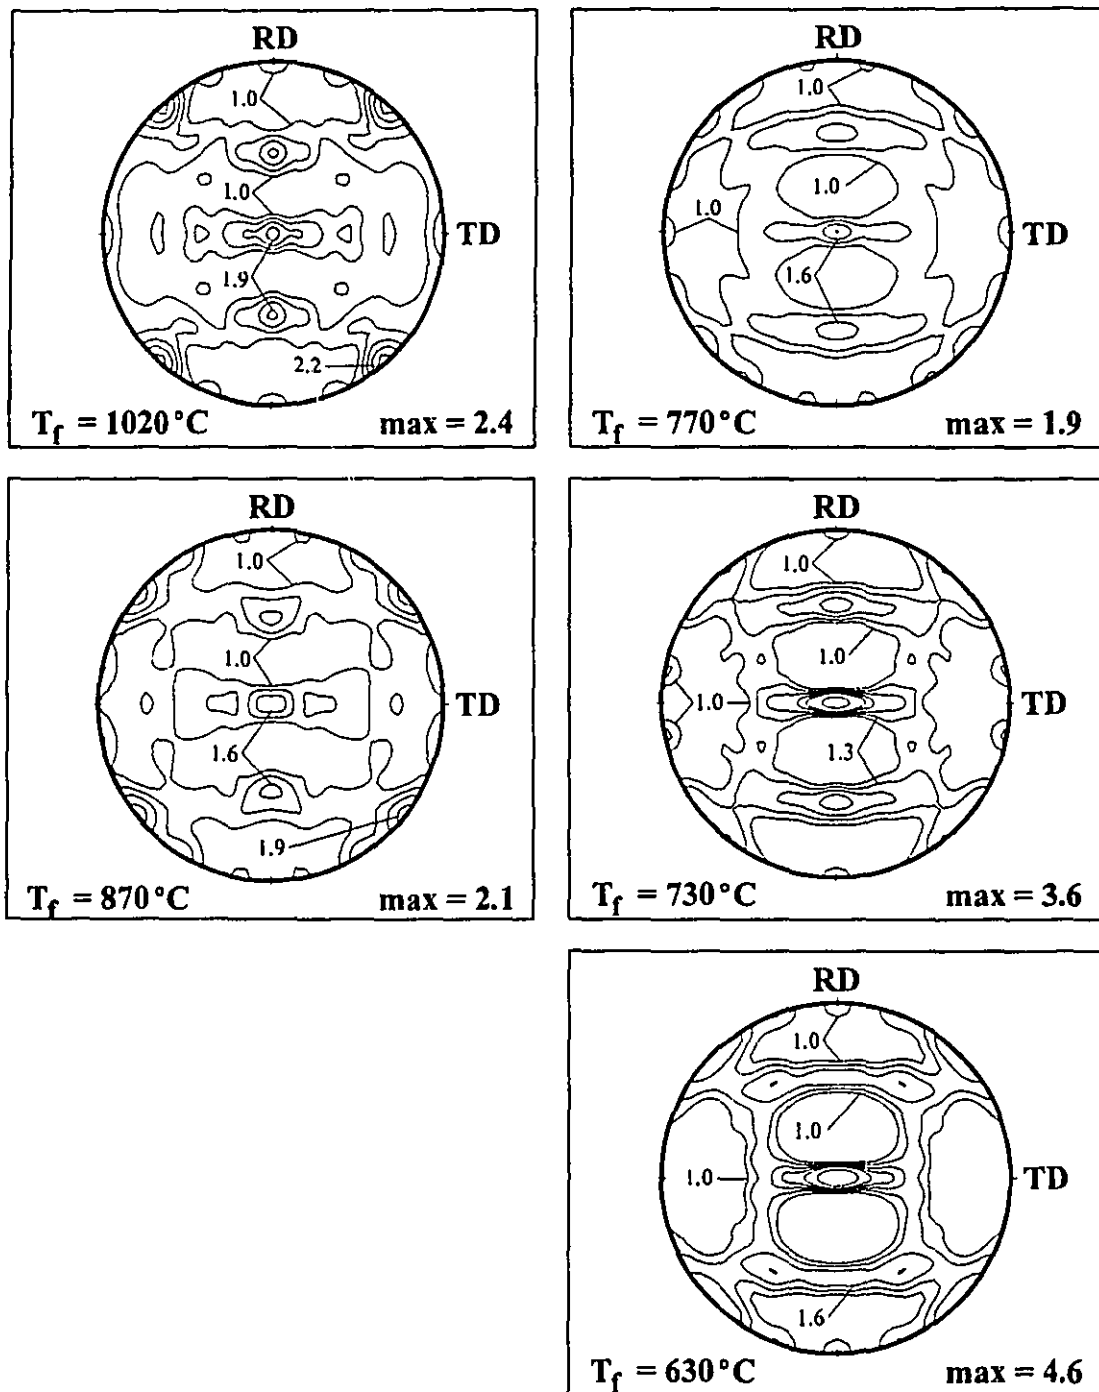 RD
1.0
1.0
TD
1.9
2.2
T_f = 1020°C max = 2.4
RD
1.0
1.0
1.0
TD
1.6
T_f = 770°C max = 1.9
RD
1.0
1.0
TD
1.6
1.9
T_f = 870°C max = 2.1
RD
1.0
1.0
1.0
TD
1.3
T_f = 730°C max = 3.6
RD
1.0
1.0
1.0
TD
1.6
T_f = 630°C max = 4.6